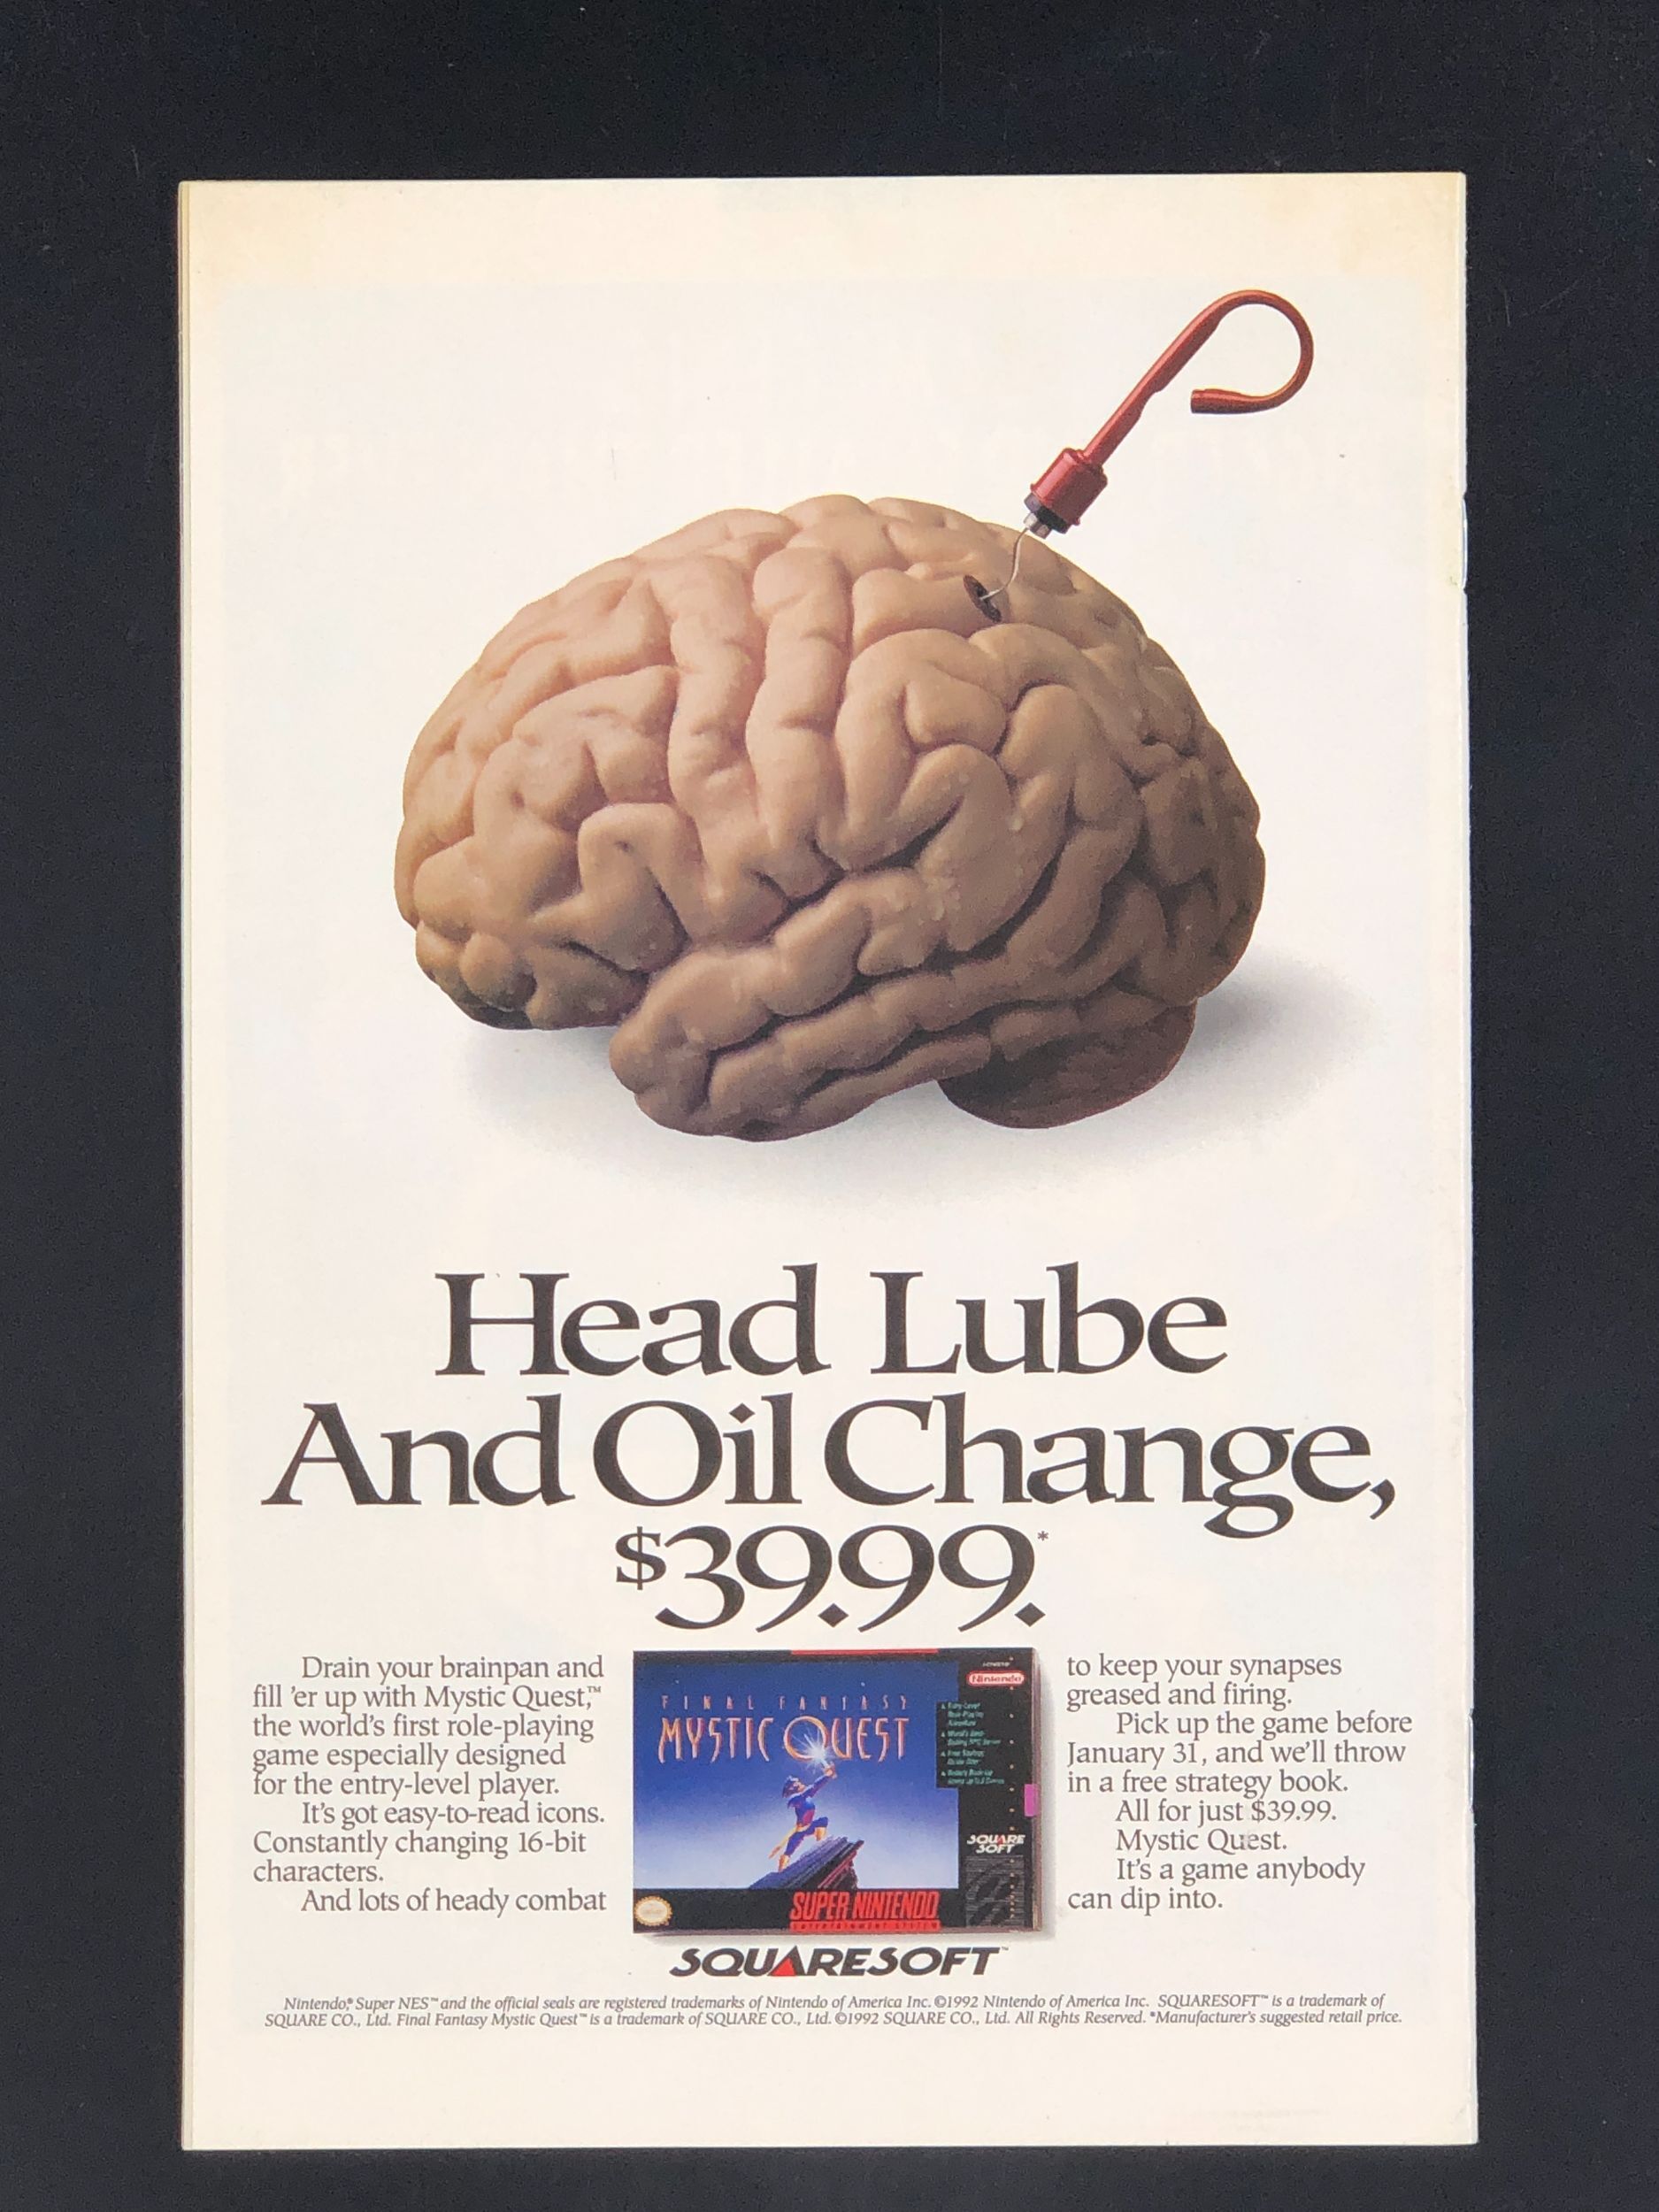 Head Lube
And Oil Change,
$39.99.*
Drain your brainpan and
fill 'er up with Mystic Quest,™
the world's first role-playing
game especially designed
for the entry-level player.
It's got easy-to-read icons.
Constantly changing 16-bit
characters.
And lots of heady combat
FINAL FANTASY
MYSTIC QUEST
Nintendo
SQUARE
SOFT
SUPER NINTENDO
to keep your synapses
greased and firing.
Pick up the game before
January 31, and we'll throw
in a free strategy book.
All for just $39.99.
Mystic Quest.
It's a game anybody
can dip into.
SQUARESOFT™
Nintendo,® Super NES™ and the official seals are registered trademarks of Nintendo of America Inc. ©1992 Nintendo of America Inc. SQUARESOFT™ is a trademark of
SQUARE CO., Ltd. Final Fantasy Mystic Quest™ is a trademark of SQUARE CO., Ltd. ©1992 SQUARE CO., Ltd. All Rights Reserved. *Manufacturer's suggested retail price.